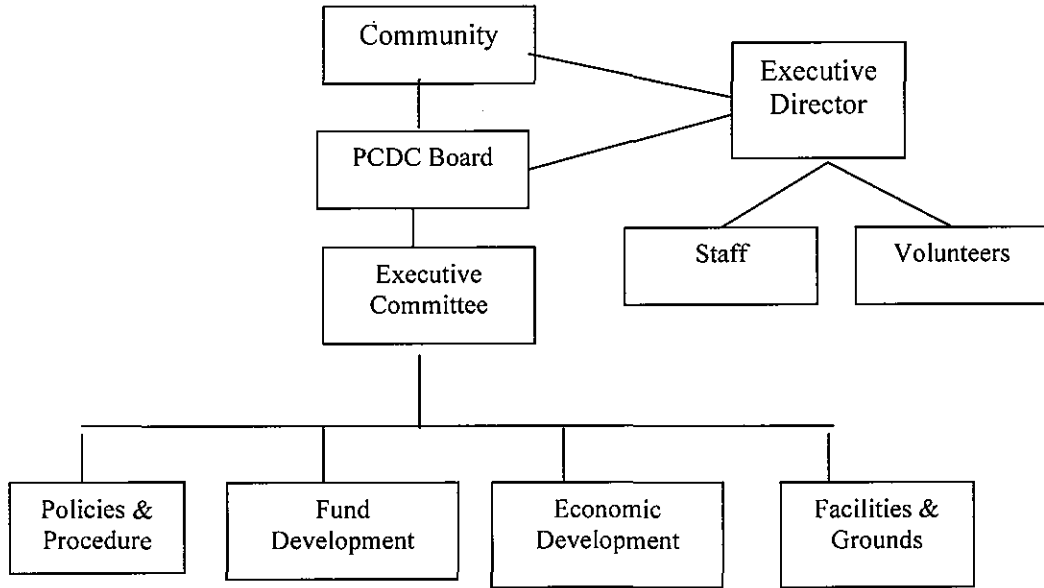 Community
Executive
Director
PCDC Board
Staff
Volunteers
Executive
Committee
Policies &
Procedure
Fund
Development
Economic
Development
Facilities &
Grounds